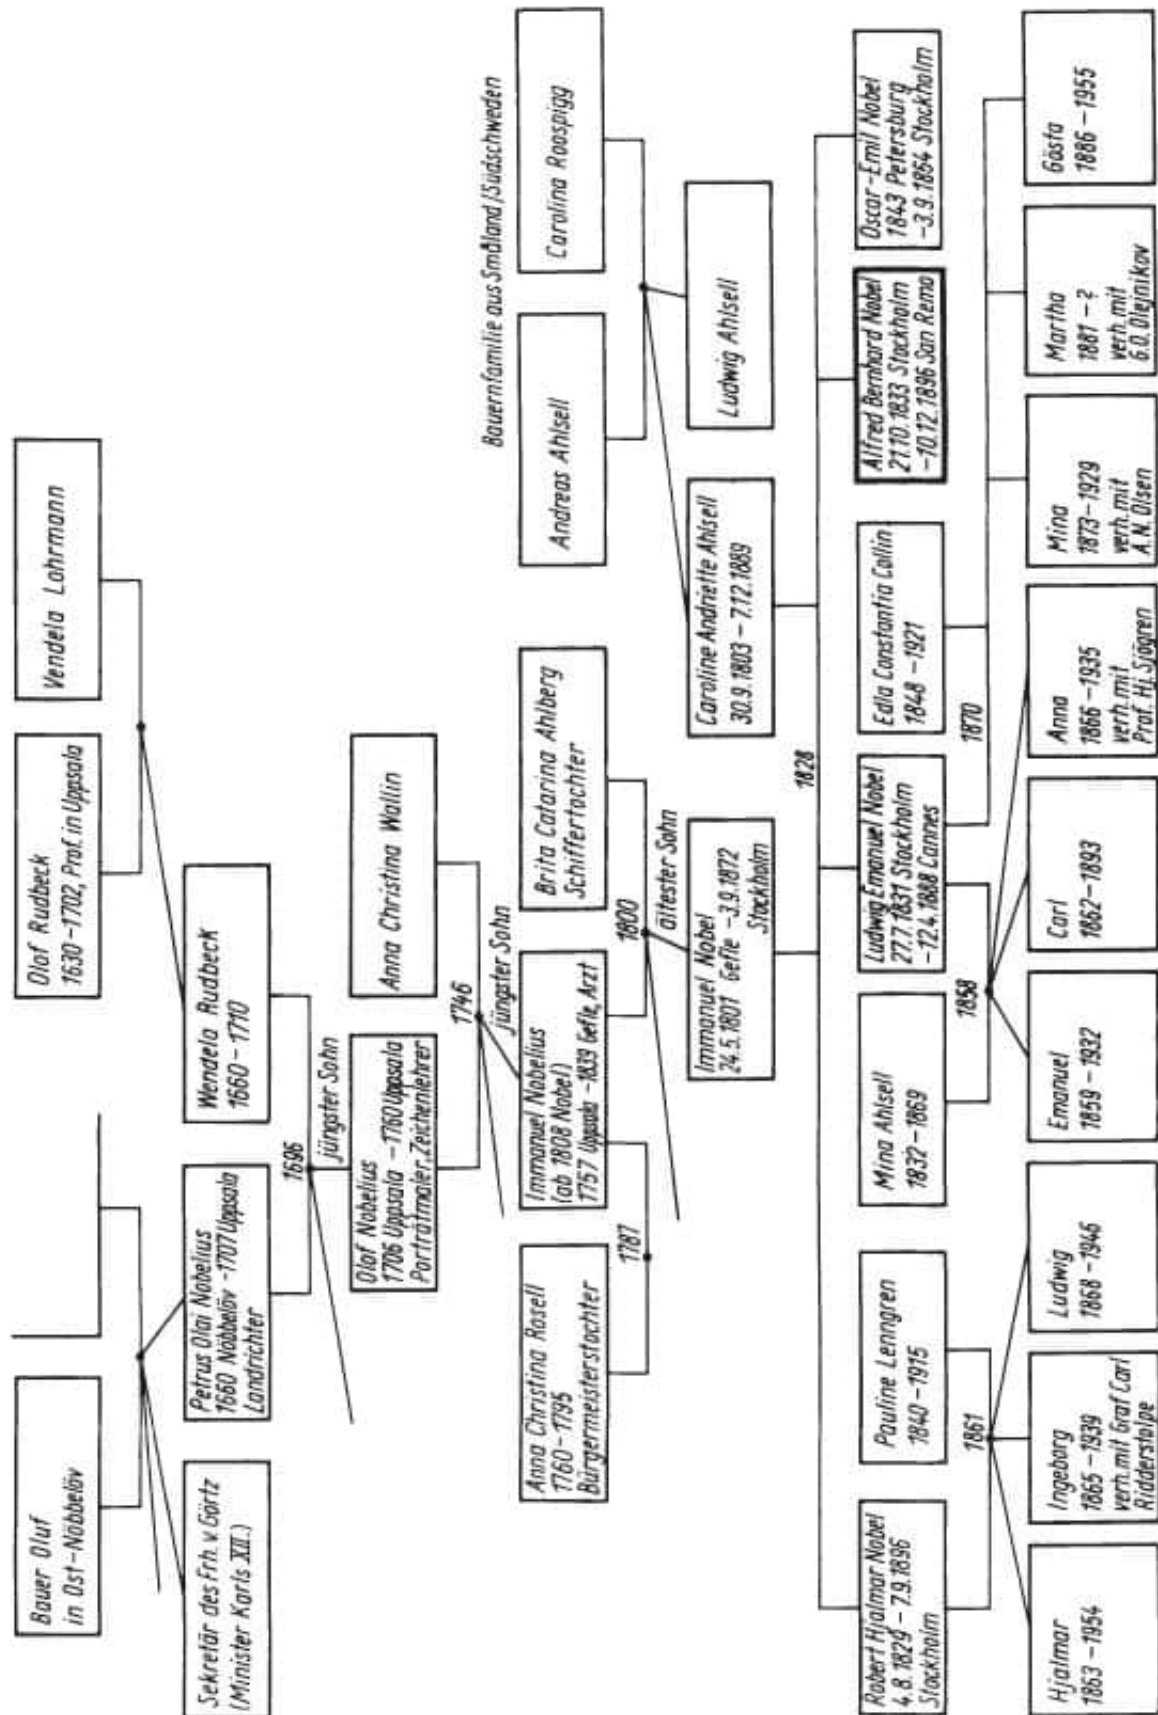 Bauer Oluf
in Ost-Nöbbelöv
Olof Rudbeck
1630-1702, Prof. in Uppsala
Vendela Lohrmann
Sekretär des Frh. v. Görtz
(Minister Karls XII.)
Petrus Olai Nobelius
1660 Nöbbelöv -1707 Uppsala
Landrichter
Wendela Rudbeck
1660-1710
1696
jüngster Sohn
Olof Nobelius
1706 Uppsala -1760 Uppsala
Porträtmaler, Zeichenlehrer
Anna Christina Wallin
1746
jüngster Sohn
Bauernfamilie aus Småland/Südschweden
Anna Christina Rosell
1760-1795
Bürgermeisterstochter
Immanuel Nobelius
(ab 1808 Nobel)
1757 Uppsala -1839 Gefle, Arzt
Brita Catarina Ahlberg
Schiffertochter
Andreas Ahlsell
Carolina Roospigg
1787
1800
ältester Sohn
Immanuel Nobel
24.5.1801 Gefle -3.9.1872
Stockholm
Caroline Andriette Ahlsell
30.9.1803 - 7.12.1889
Ludwig Ahlsell
1828
Robert Hjalmar Nobel
4.8.1829 - 7.9.1896
Stockholm
Pauline Lenngren
1840-1915
Mina Ahlsell
1832-1869
Ludwig Emanuel Nobel
27.7.1831 Stockholm
-12.4.1888 Cannes
Edla Constantia Collin
1848-1921
Alfred Bernhard Nobel
21.10.1833 Stockholm
-10.12.1896 San Remo
Oscar-Emil Nobel
1843 Petersburg
-3.9.1864 Stockholm
1861
1858
1870
Hjalmar
1863-1954
Ingeborg
1865-1939
verh. mit Graf Carl
Ridderstolpe
Ludwig
1868-1946
Emanuel
1859-1932
Carl
1862-1893
Anna
1866-1935
verh. mit
Prof. Hj. Sjögren
Mina
1873-1929
verh. mit
A.N. Olsen
Martha
1881-?
verh. mit
G.O. Olejnikov
Gösta
1886-1955